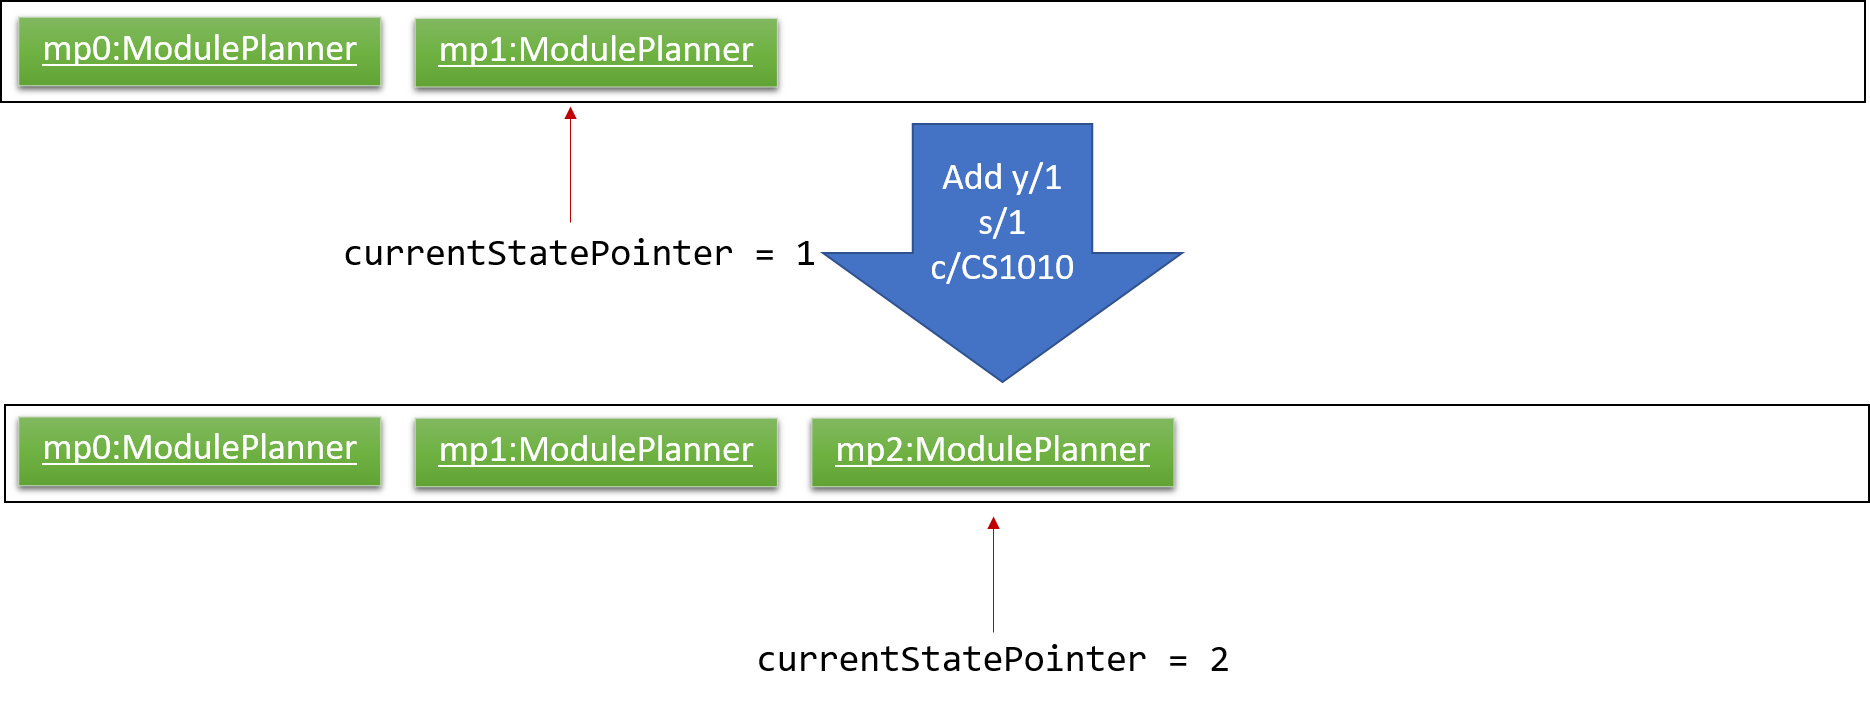 mp0:ModulePlanner
mp1:ModulePlanner
Add y/1
s/1
c/CS1010
currentStatePointer = 1
mp0:ModulePlanner
mp1:ModulePlanner
mp2:ModulePlanner
currentStatePointer = 2